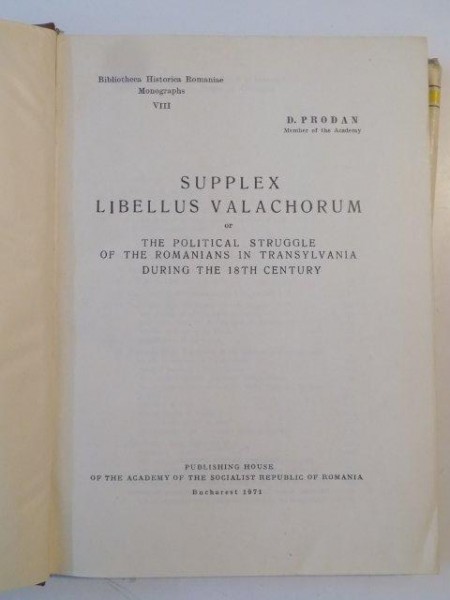 Bibliotheca Historica Romaniae
Monographs
VIII
D. PRODAN
Member of the Academy
SUPPLEX
LIBELLUS VALACHORUM
or
THE POLITICAL STRUGGLE
OF THE ROMANIANS IN TRANSYLVANIA
DURING THE 18TH CENTURY
PUBLISHING HOUSE
OF THE ACADEMY OF THE SOCIALIST REPUBLIC OF ROMANIA
Bucharest 1971